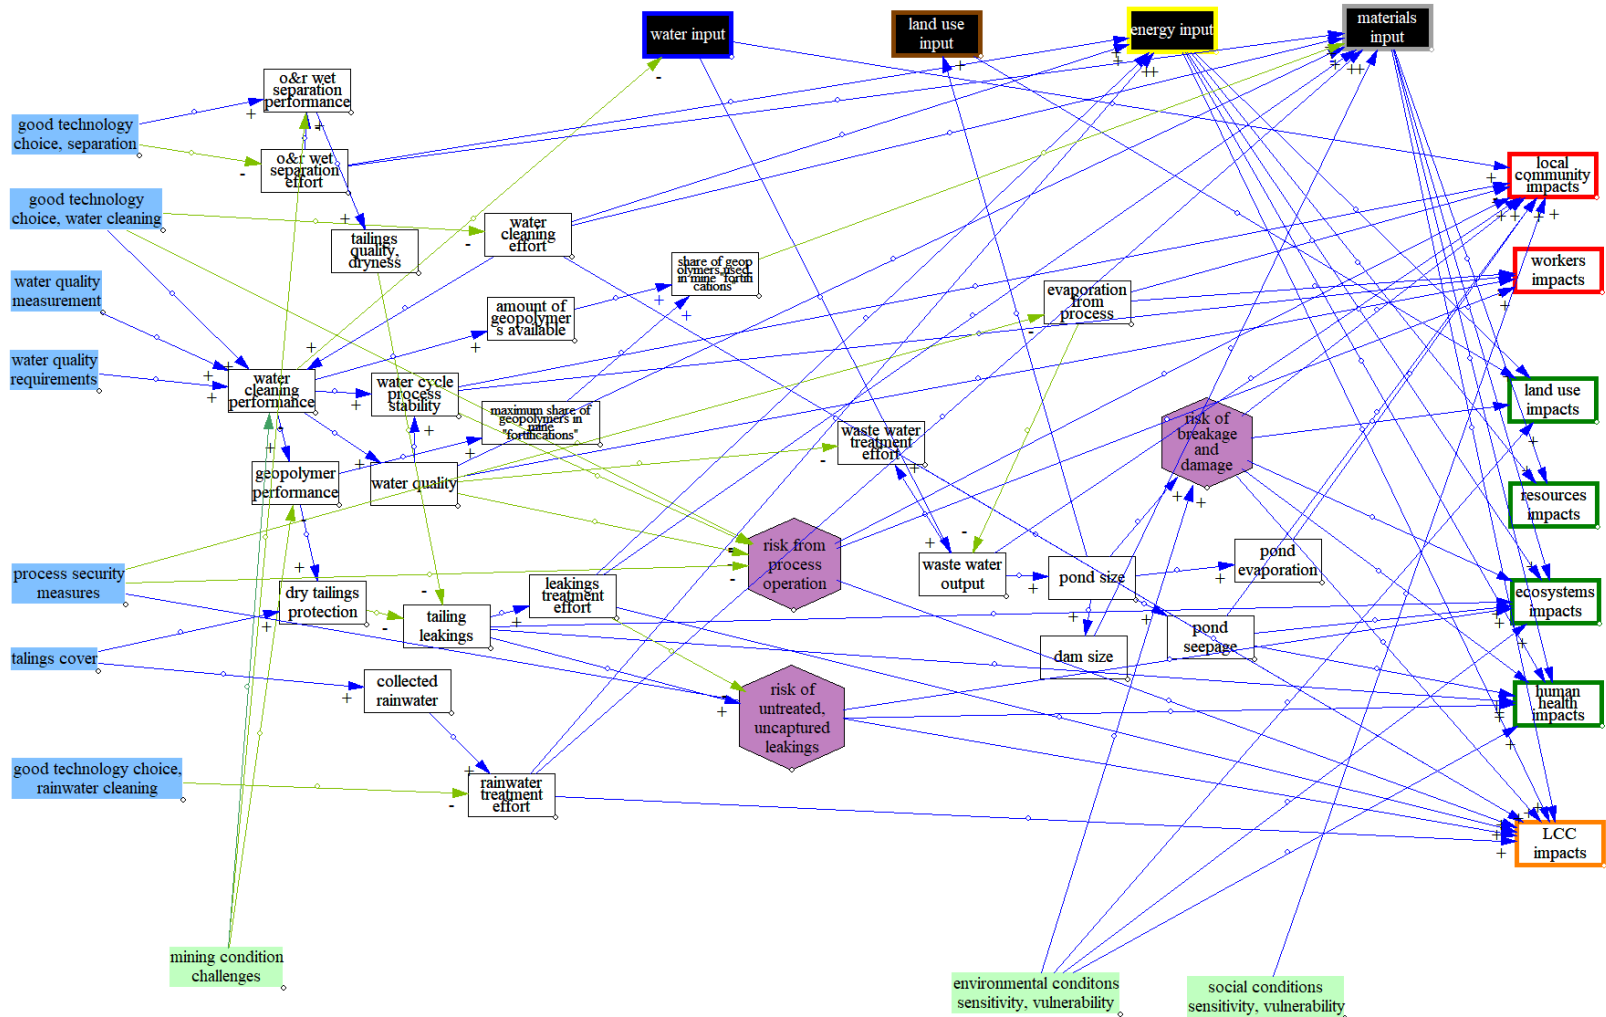 water input
land use
input
energy input
materials
input
o&r wet
separation
performance
good technology
choice, separation
o&r wet
separation
effort
local
community
impacts
good technology
choice, water cleaning
water
cleaning
effort
tailings
quality,
dryness
share of geop
olymers used
in mine "fortifi
cations"
workers
impacts
water quality
measurement
amount of
geopolymer
s available
evaporation
from
process
water quality
requirements
water
cleaning
performance
water cycle
process
stability
land use
impacts
maximum share of
geopolymers in
mine
"fortifications"
waste water
treatment
effort
risk of
breakage
and
damage
geopolymer
performance
water quality
resources
impacts
risk from
process
operation
waste water
output
pond size
pond
evaporation
process security
measures
dry tailings
protection
leakings
treatment
effort
tailing
leakings
ecosystems
impacts
pond
seepage
dam size
talings cover
collected
rainwater
risk of
untreated,
uncaptured
leakings
human
health
impacts
good technology choice,
rainwater cleaning
rainwater
treatment
effort
LCC
impacts
mining condition
challenges
environmental conditons
sensitivity, vulnerability
social conditions
sensitivity, vulnerability